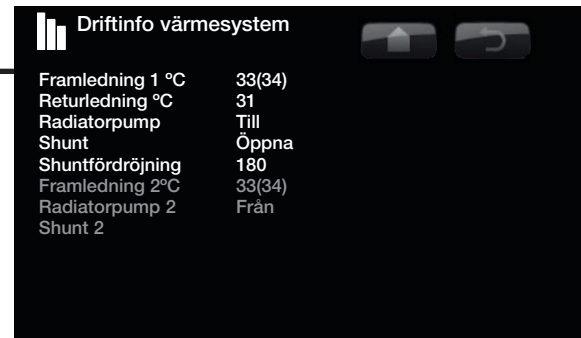 Driftinfo värmesystem
Framledning 1 ºC 33(34)
Returledning ºC 31
Radiatorpump Till
Shunt Öppna
Shuntfördröjning 180
Framledning 2ºC 33(34)
Radiatorpump 2 Från
Shunt 2